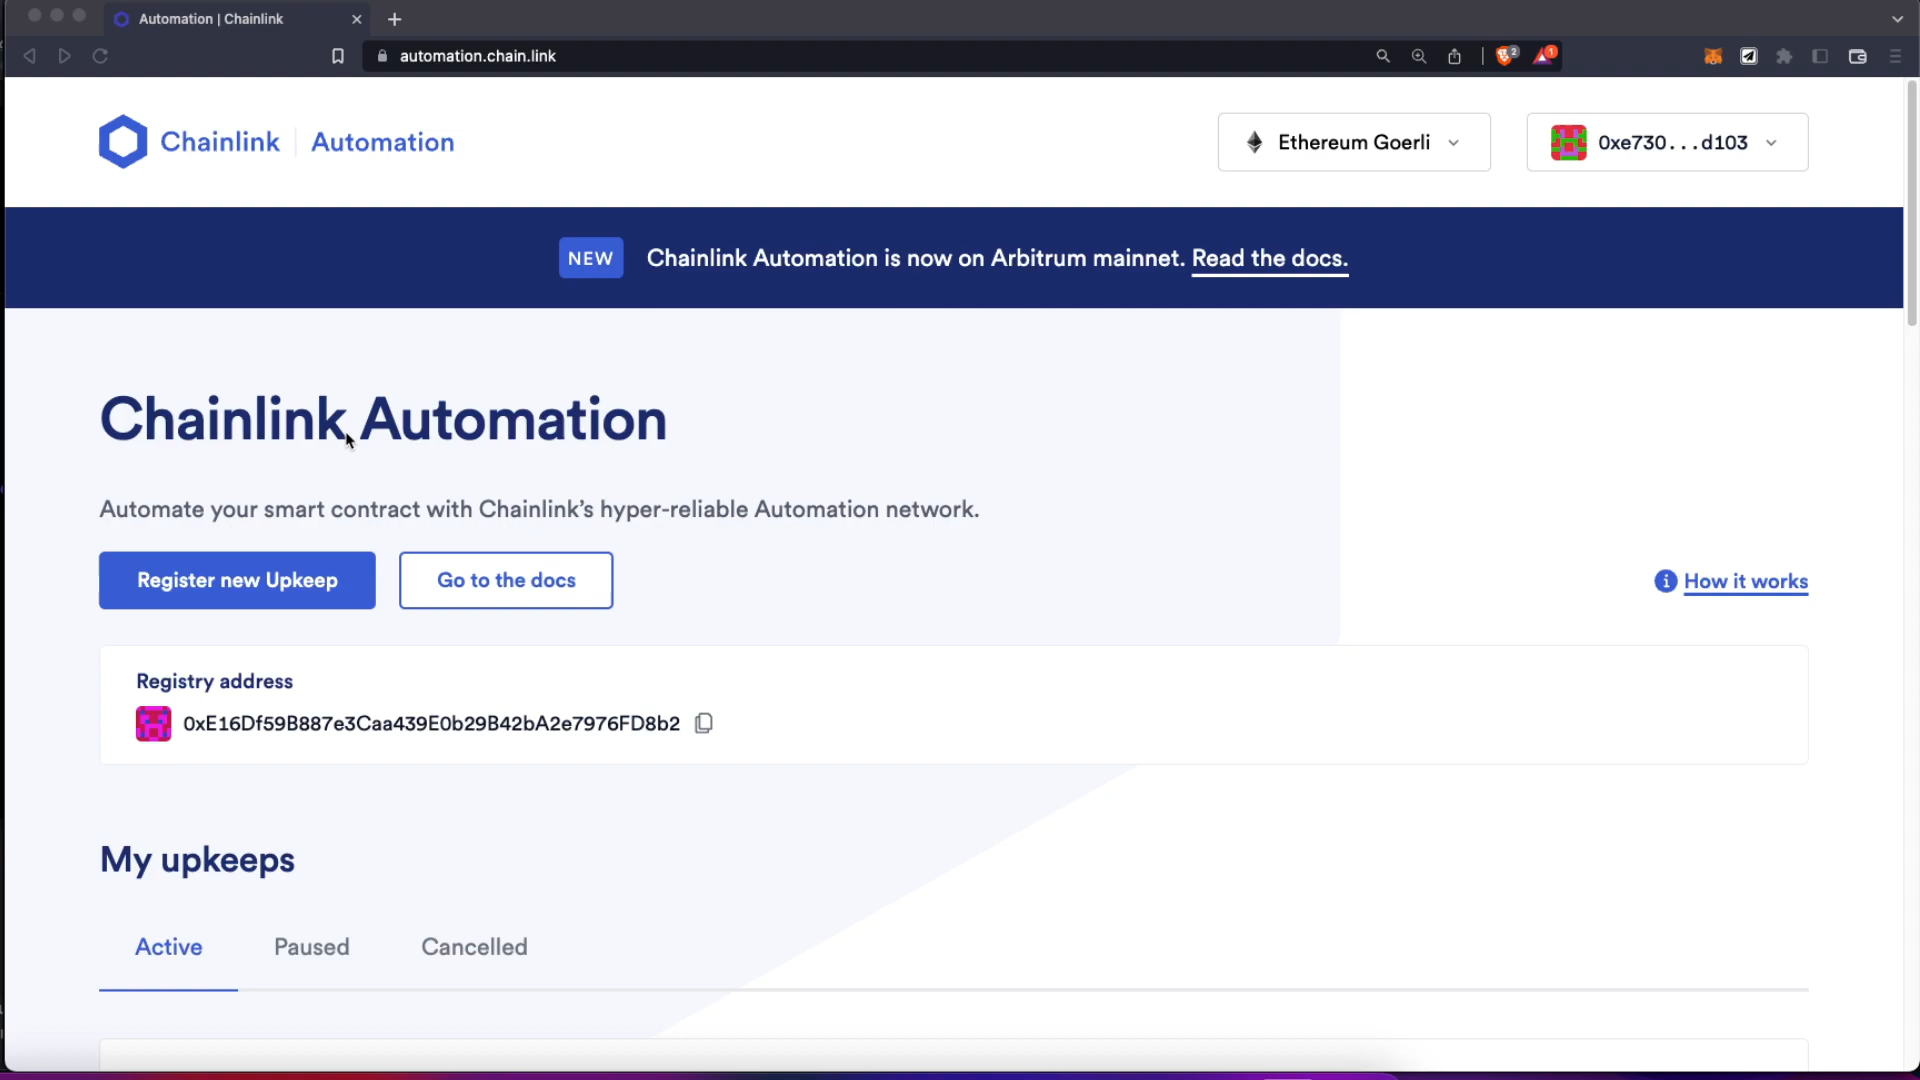 Automation | Chainlink
automation.chain.link
2
1
Chainlink | Automation
Ethereum Goerli
0xe730...d103
NEW
Chainlink Automation is now on Arbitrum mainnet. Read the docs.
Chainlink Automation
Automate your smart contract with Chainlink’s hyper-reliable Automation network.
Register new Upkeep
Go to the docs
How it works
Registry address
0xE16Df59B887e3Caa439E0b29B42bA2e7976FD8b2
My upkeeps
Active
Paused
Cancelled